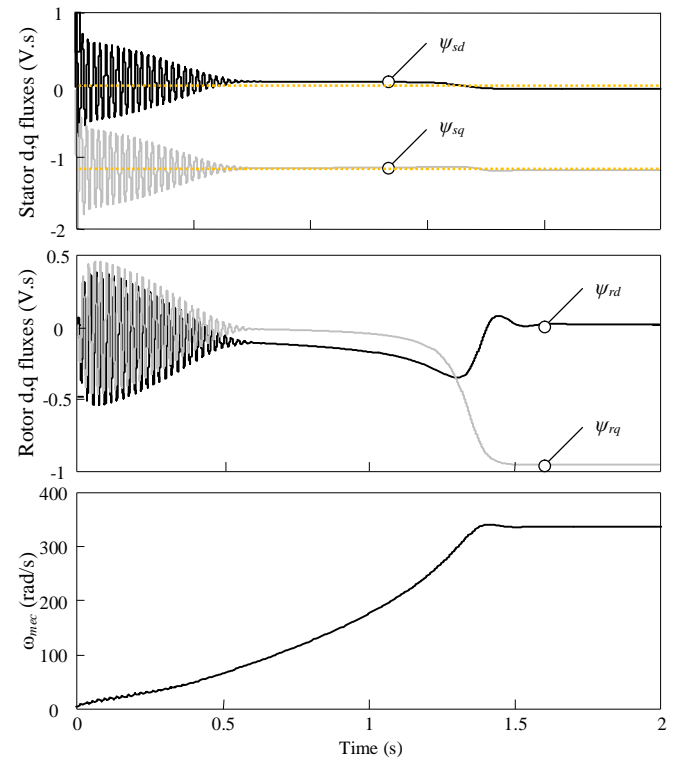 Stator d,q fluxes (V.s)
1
0
-1
-2
ψsd
ψsq
Rotor d,q fluxes (V.s)
0.5
0
-0.5
-1
ψrd
ψrq
ωmec (rad/s)
400
300
200
100
0
0 0.5 1 1.5 2
Time (s)